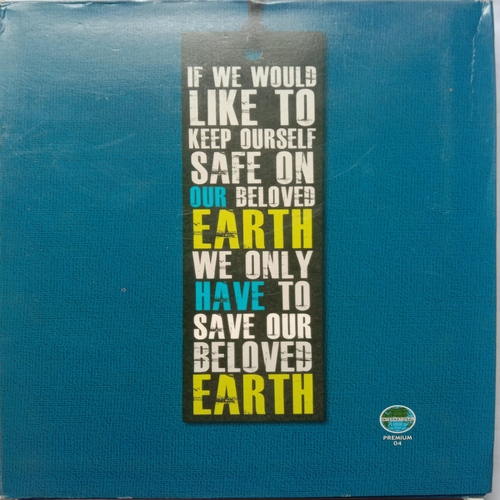 IF WE WOULD
LIKE TO
KEEP OURSELF
SAFE ON
OUR BELOVED
EARTH
WE ONLY
HAVE TO
SAVE OUR
BELOVED
EARTH
PREMIUM
04